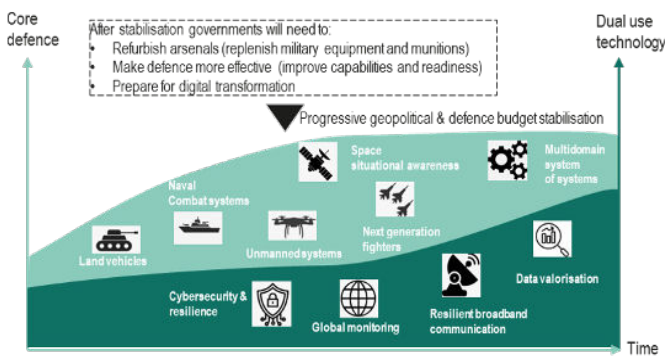 Core
defence
Dual use
technology
After stabilisation governments will need to:
• Refurbish arsenals (replenish military equipment and munitions)
• Make defence more effective (improve capabilities and readiness)
• Prepare for digital transformation
Progressive geopolitical & defence budget stabilisation
Space
situational awareness
Multidomain
system
of systems
Naval
Combat systems
Next generation
fighters
Land vehicles
Unmanned systems
Data valorisation
Cybersecurity &
resilience
Global monitoring
Resilient broadband
communication
Time